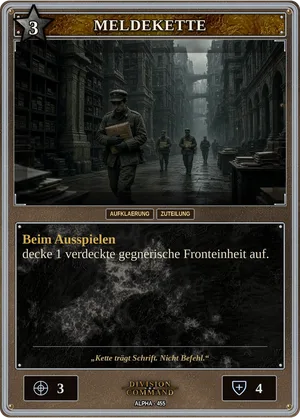 3
MELDEKETTE
AUFKLAERUNG ZUTEILUNG
Beim Ausspielen
decke 1 verdeckte gegnerische Fronteinheit auf.
„Kette trägt Schrift. Nicht Befehl.“
3
DIVISION COMMAND
4
ALPHA · 455